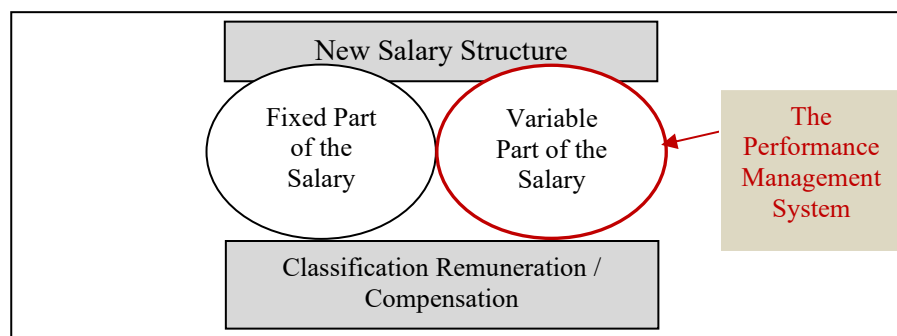 New Salary Structure
Fixed Part
of the
Salary
Variable
Part of the
Salary
The
Performance
Management
System
Classification Remuneration /
Compensation